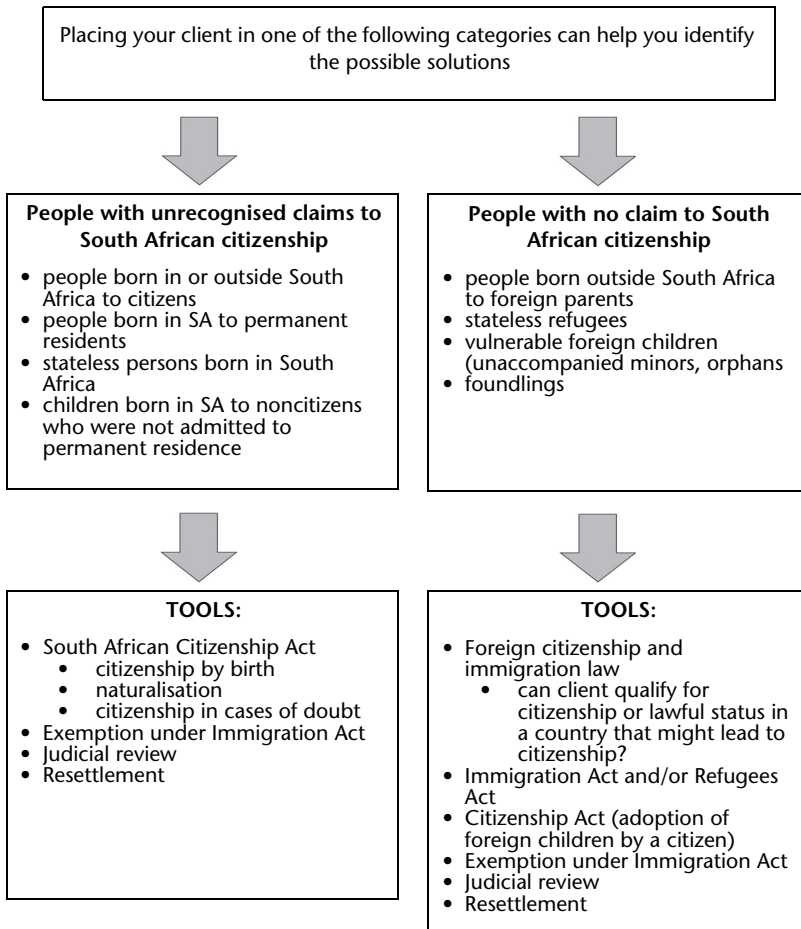 Placing your client in one of the following categories can help you identify
the possible solutions
People with unrecognised claims to
South African citizenship
• people born in or outside South
Africa to citizens
• people born in SA to permanent
residents
• stateless persons born in South
Africa
• children born in SA to noncitizens
who were not admitted to
permanent residence
People with no claim to South
African citizenship
• people born outside South Africa
to foreign parents
• stateless refugees
• vulnerable foreign children
(unaccompanied minors, orphans
• foundlings
TOOLS:
• South African Citizenship Act
• citizenship by birth
• naturalisation
• citizenship in cases of doubt
• Exemption under Immigration Act
• Judicial review
• Resettlement
TOOLS:
• Foreign citizenship and
immigration law
• can client qualify for
citizenship or lawful status in
a country that might lead to
citizenship?
• Immigration Act and/or Refugees
Act
• Citizenship Act (adoption of
foreign children by a citizen)
• Exemption under Immigration Act
• Judicial review
• Resettlement